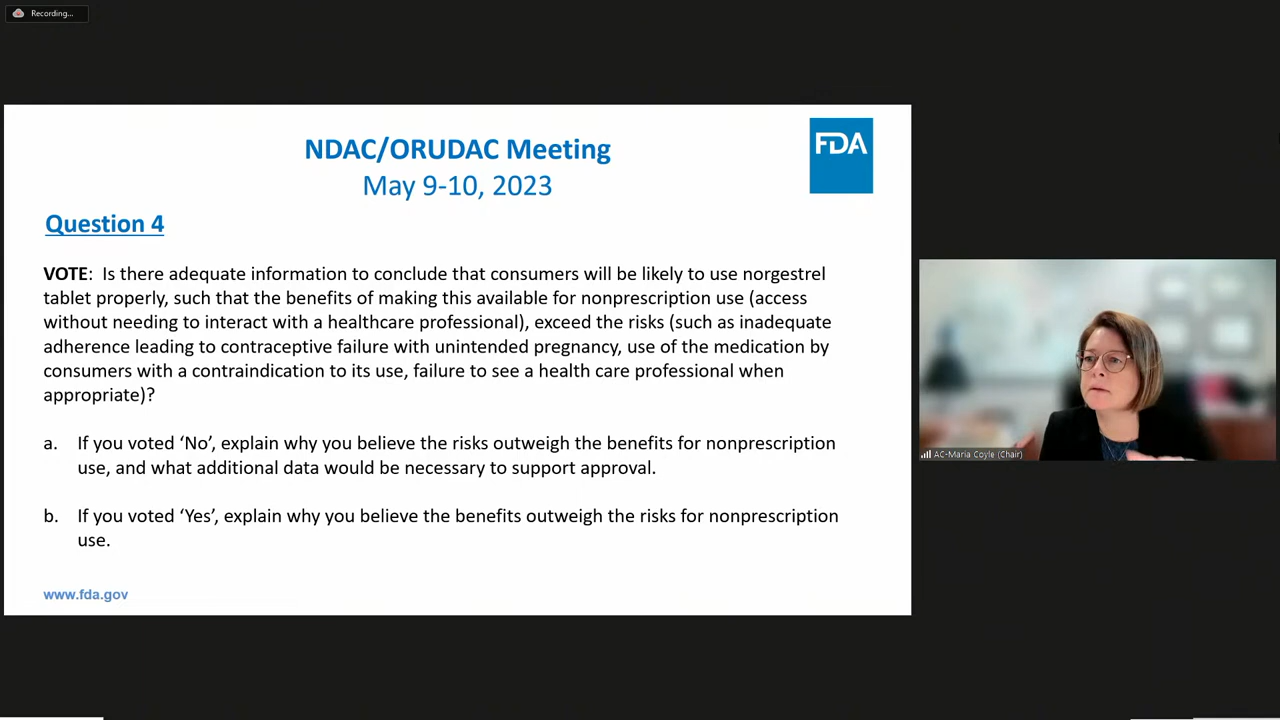 Recording...
NDAC/ORUDAC Meeting
May 9-10, 2023
FDA
Question 4
VOTE: Is there adequate information to conclude that consumers will be likely to use norgestrel
tablet properly, such that the benefits of making this available for nonprescription use (access
without needing to interact with a healthcare professional), exceed the risks (such as inadequate
adherence leading to contraceptive failure with unintended pregnancy, use of the medication by
consumers with a contraindication to its use, failure to see a health care professional when
appropriate)?
a. If you voted ‘No’, explain why you believe the risks outweigh the benefits for nonprescription
use, and what additional data would be necessary to support approval.
b. If you voted ‘Yes’, explain why you believe the benefits outweigh the risks for nonprescription
use.
www.fda.gov
AC-Maria Coyle (Chair)